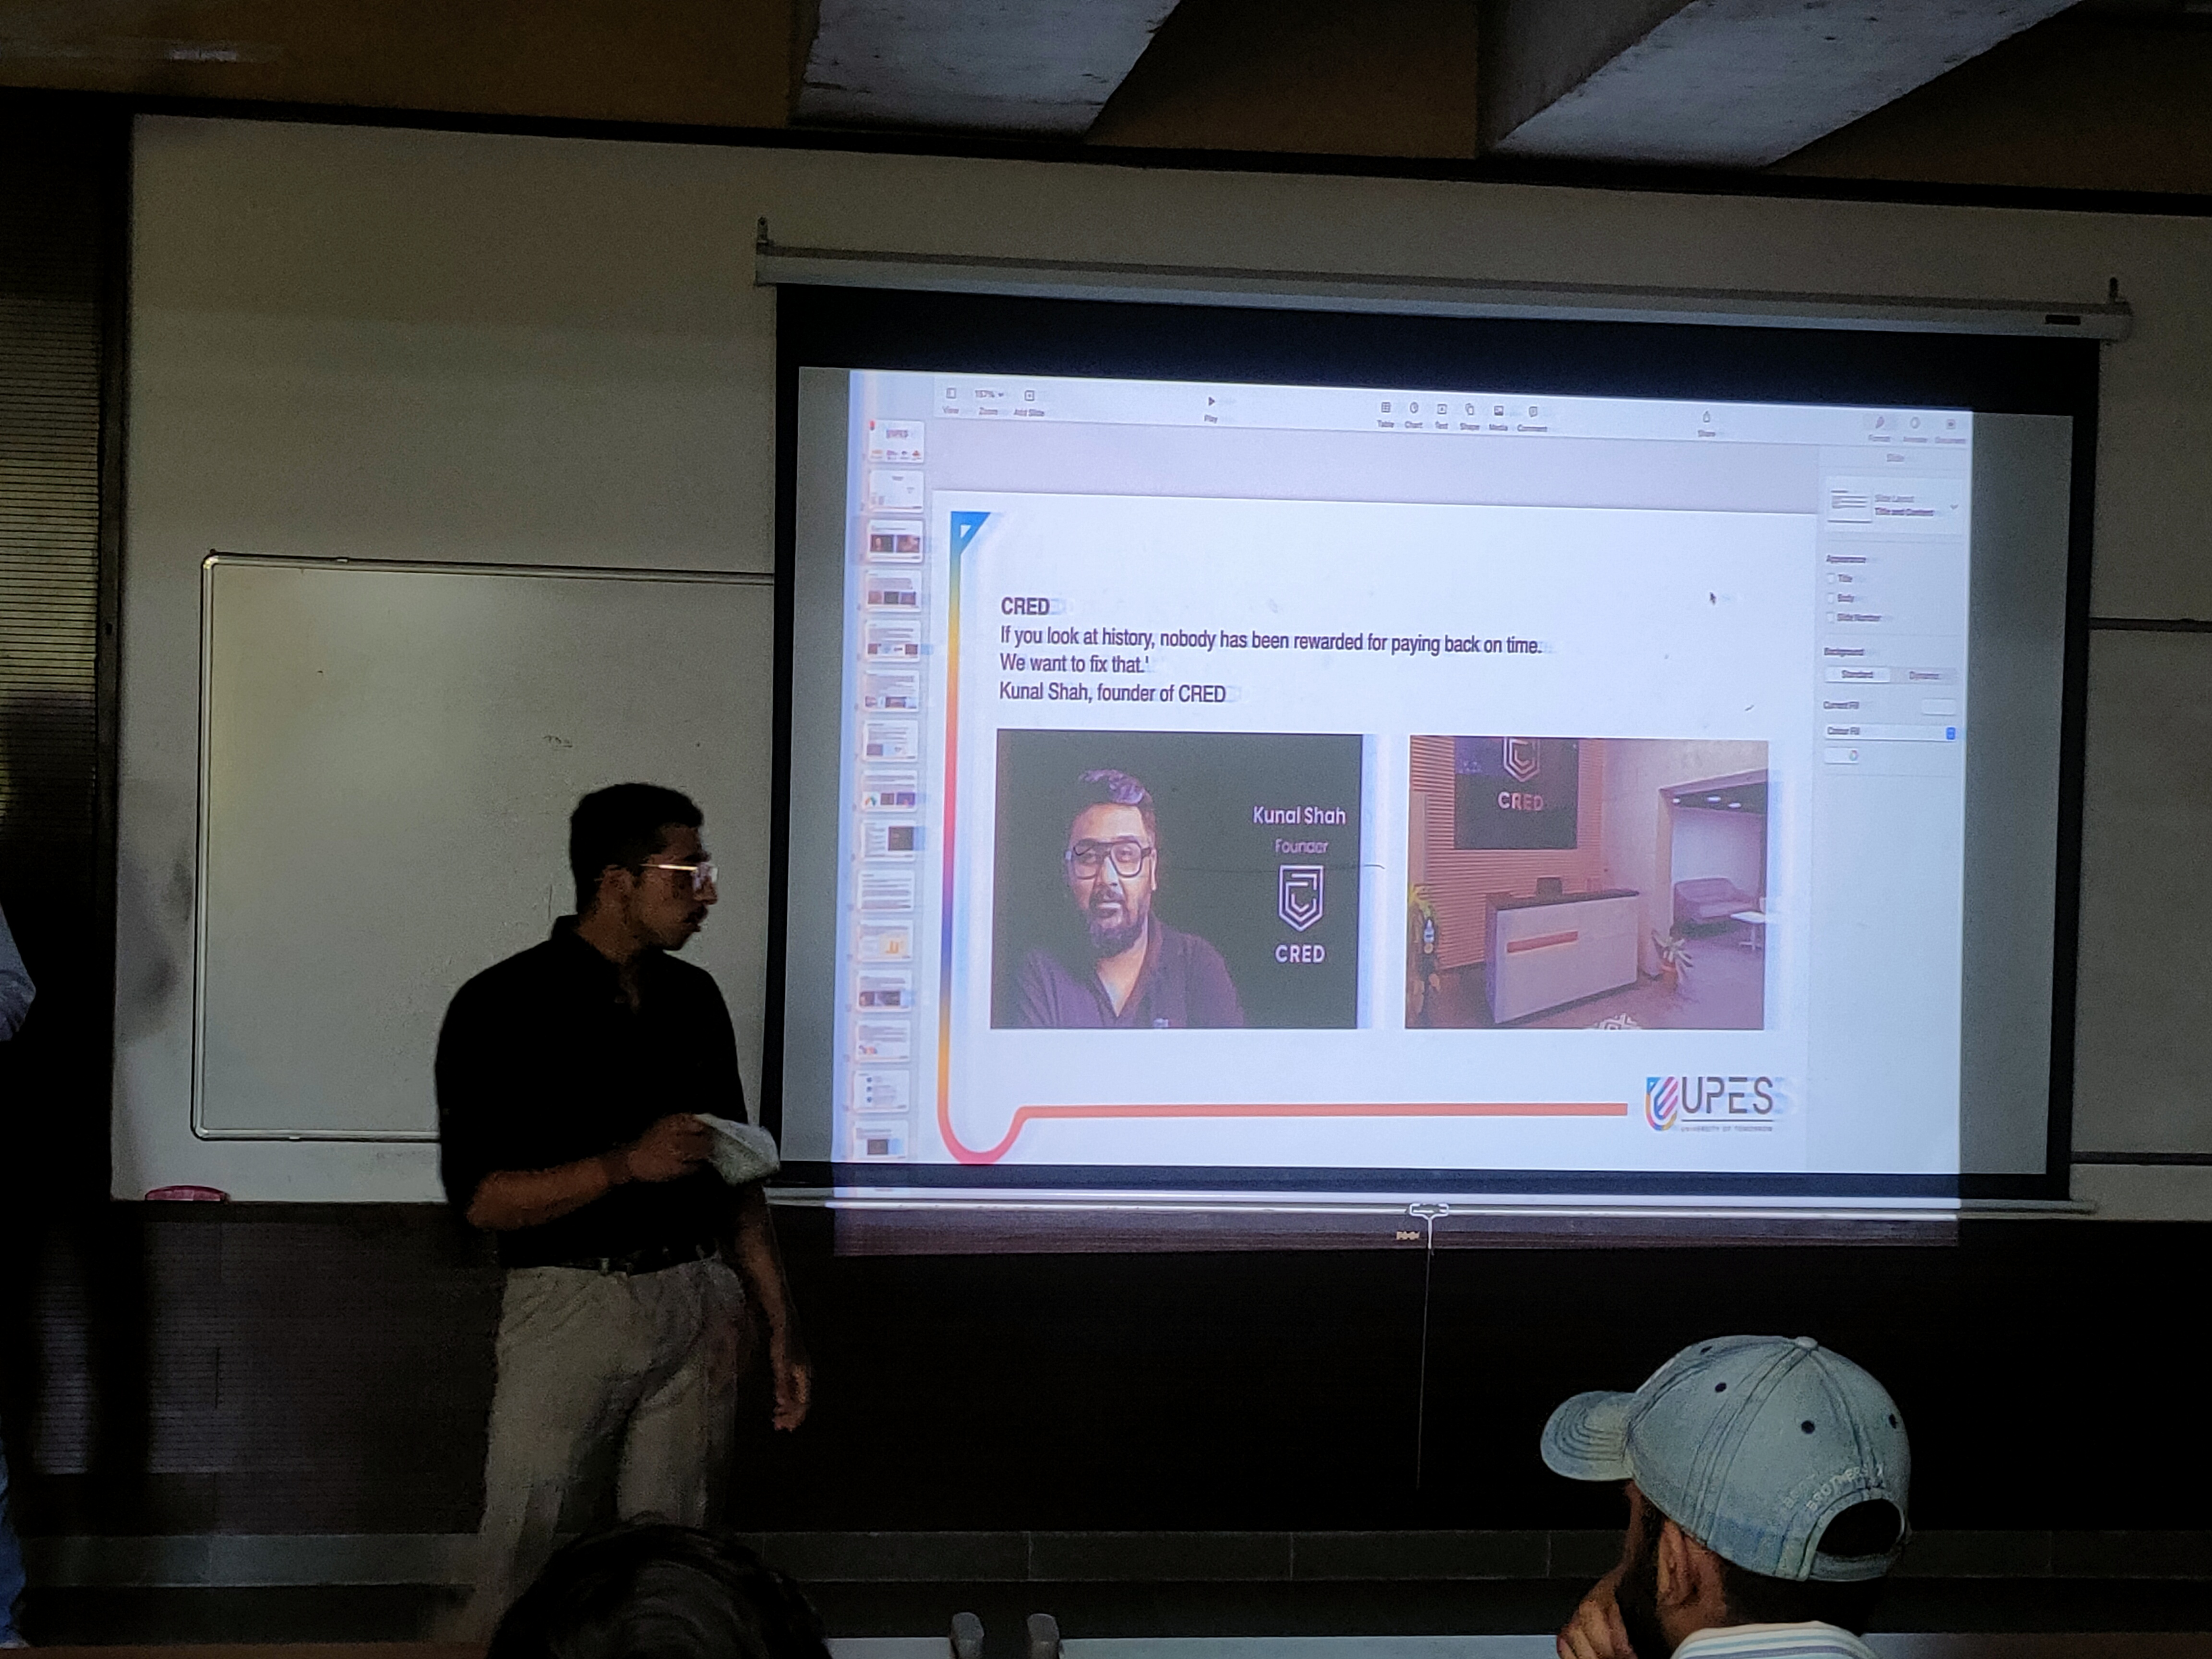 View
157%
Zoom
Add Slide
Play
Table
Chart
Text
Shape
Media
Comment
Share
Format
Animate
Document
Slide
Slide Layout
Title and Content
Appearance
Title
Body
Slide Number
Background
Standard
Dynamic
Current Fill
Colour Fill
UPES
CRED
If you look at history, nobody has been rewarded for paying back on time.
We want to fix that.'
Kunal Shah, founder of CRED
Kunal Shah
Founder
CRED
CRED
UPES
UNIVERSITY OF TOMORROW
BROTHERS